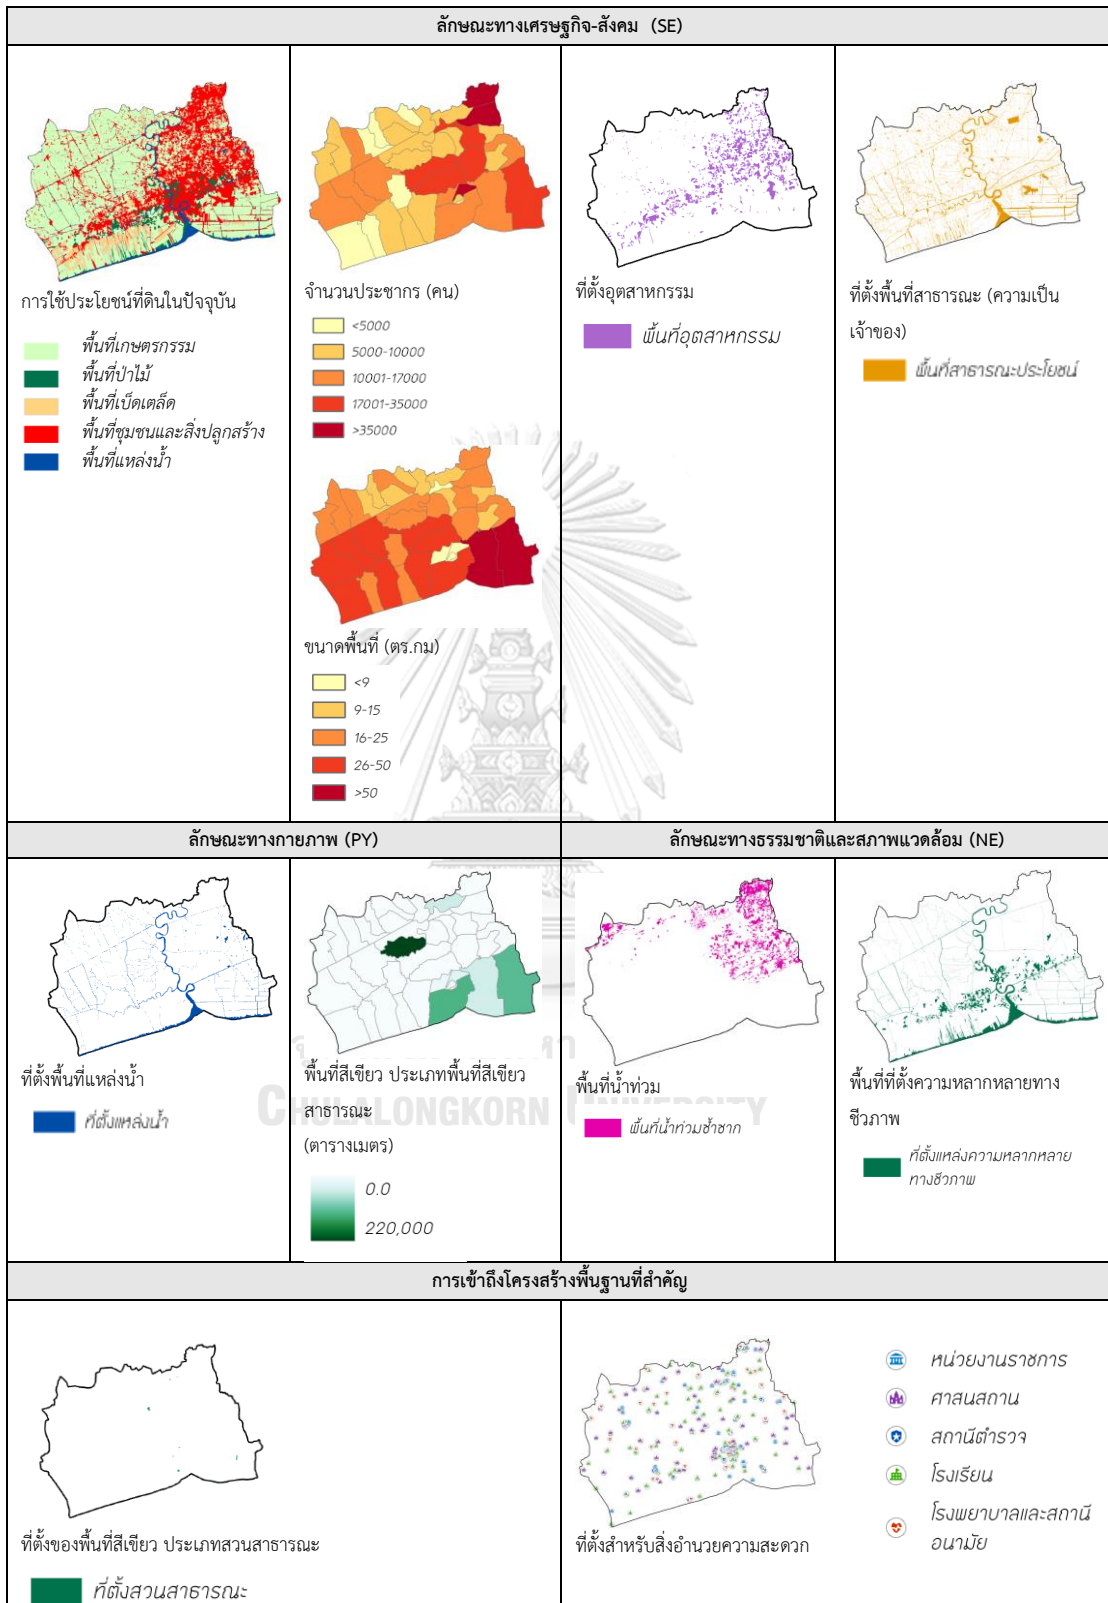 ลักษณะทางเศรษฐกิจ-สังคม (SE)
การใช้ประโยชน์ที่ดินในปัจจุบัน
พื้นที่เกษตรกรรม
พื้นที่ป่าไม้
พื้นที่เบ็ดเตล็ด
พื้นที่ชุมชนและสิ่งปลูกสร้าง
พื้นที่แหล่งน้ำ
จำนวนประชากร (คน)
<5000
5000-10000
10001-17000
17001-35000
>35000
ขนาดพื้นที่ (ตร.กม)
<9
9-15
16-25
26-50
>50
ที่ตั้งอุตสาหกรรม
พื้นที่อุตสาหกรรม
ที่ตั้งพื้นที่สาธารณะ (ความเป็น
เจ้าของ)
พื้นที่สาธารณะประโยชน์
ลักษณะทางกายภาพ (PY)
ลักษณะทางธรรมชาติและสภาพแวดล้อม (NE)
ที่ตั้งพื้นที่แหล่งน้ำ
ที่ตั้งแหล่งน้ำ
พื้นที่สีเขียว ประเภทพื้นที่สีเขียว
สาธารณะ
(ตารางเมตร)
0.0
220,000
พื้นที่น้ำท่วม
พื้นที่น้ำท่วมซ้ำซาก
พื้นที่ที่ตั้งความหลากหลายทาง
ชีวภาพ
ที่ตั้งแหล่งความหลากหลาย
ทางชีวภาพ
CHULALONGKORN UNIVERSITY
การเข้าถึงโครงสร้างพื้นฐานที่สำคัญ
ที่ตั้งของพื้นที่สีเขียว ประเภทสวนสาธารณะ
ที่ตั้งสวนสาธารณะ
ที่ตั้งสำหรับสิ่งอำนวยความสะดวก
หน่วยงานราชการ
ศาสนสถาน
สถานีตำรวจ
โรงเรียน
โรงพยาบาลและสถานี
อนามัย